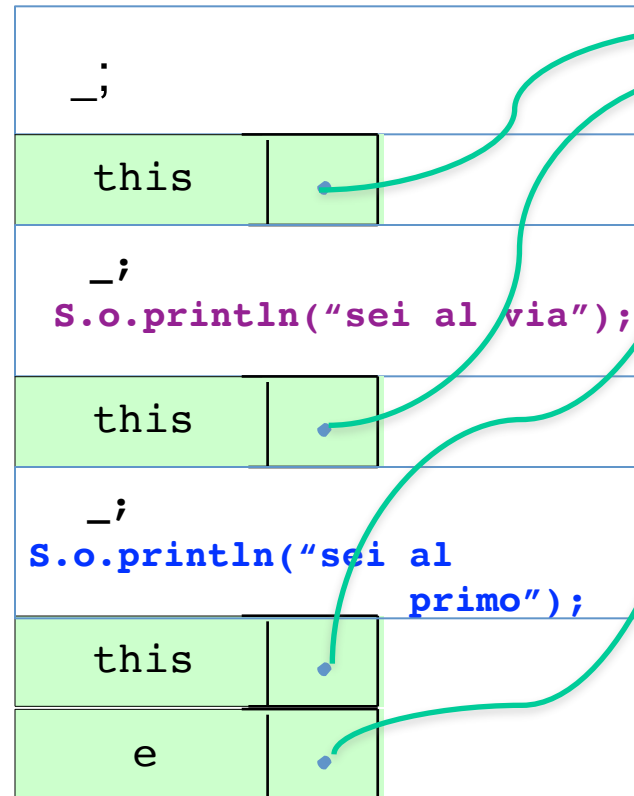 _;
this
_;
S.o.println(“sei al via”);
this
_;
S.o.println(“sei al
primo”);
this
e